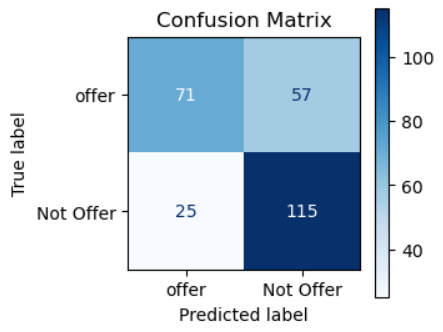 Confusion Matrix
True label
offer
71 57
Not Offer
25 115
offer Not Offer
Predicted label
100
80
60
40